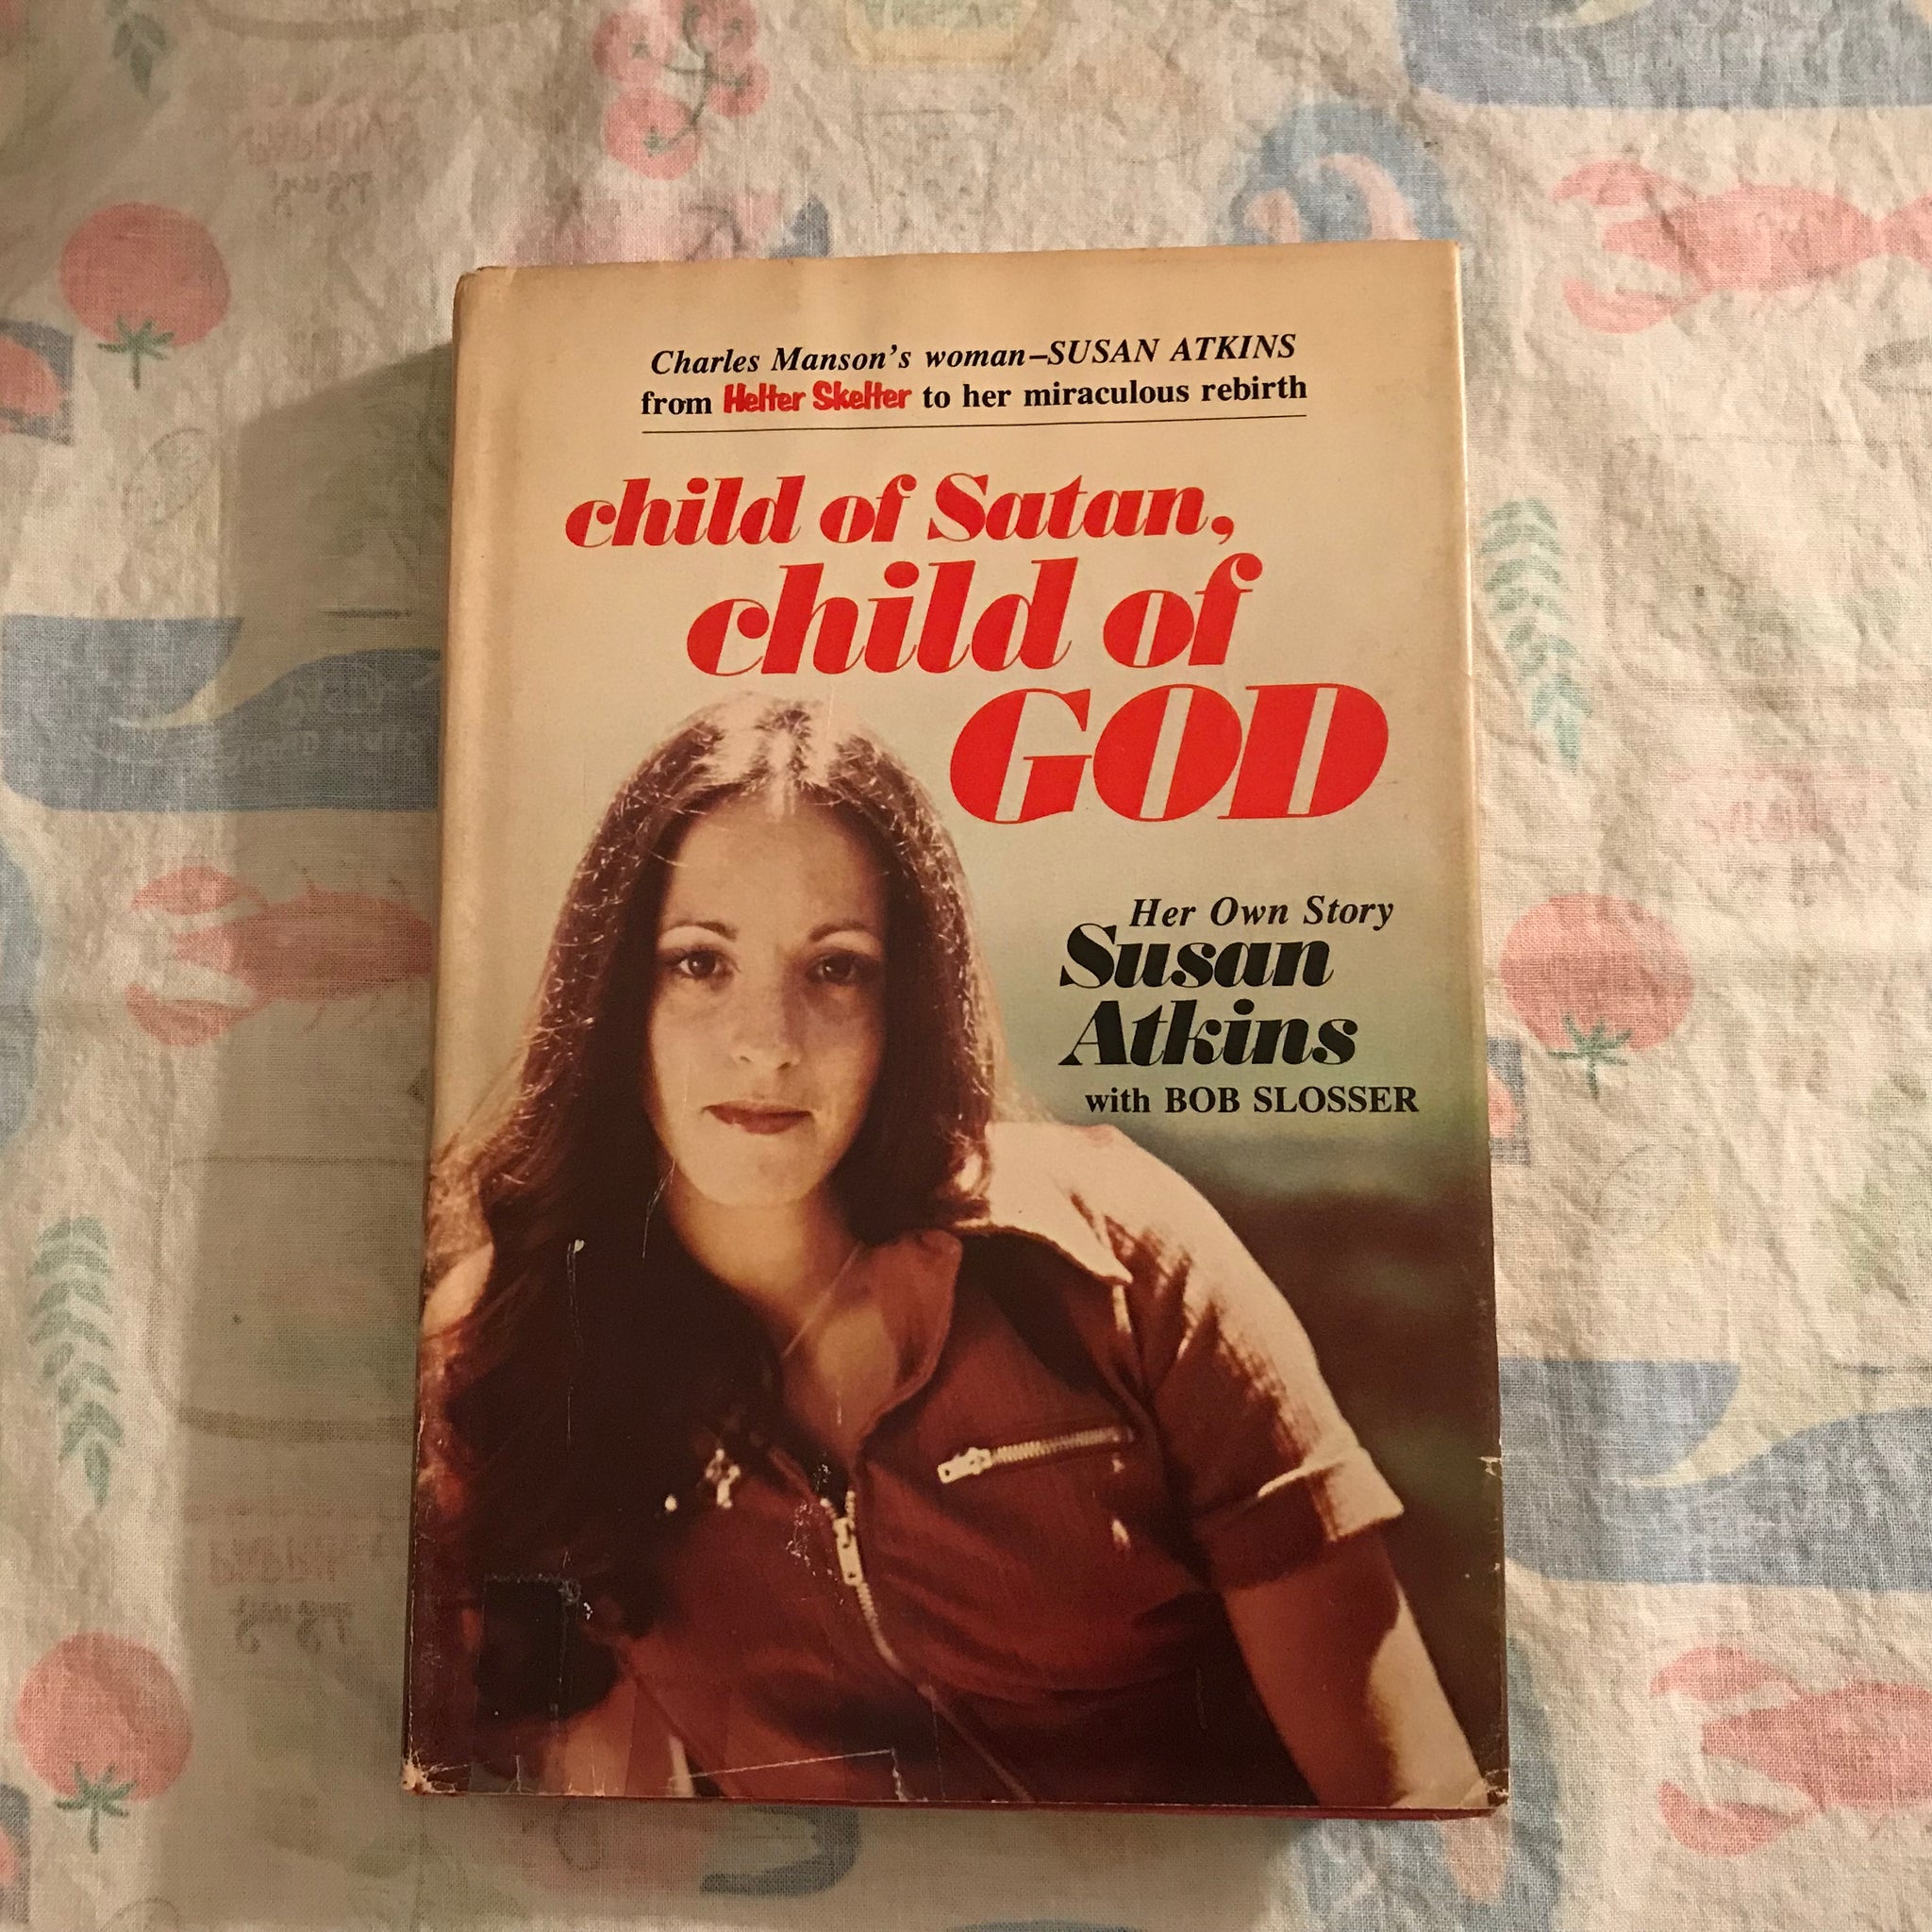 Charles Manson's woman–SUSAN ATKINS
from Helter Skelter to her miraculous rebirth
child of Satan,
child of
GOD
Her Own Story
Susan
Atkins
with BOB SLOSSER